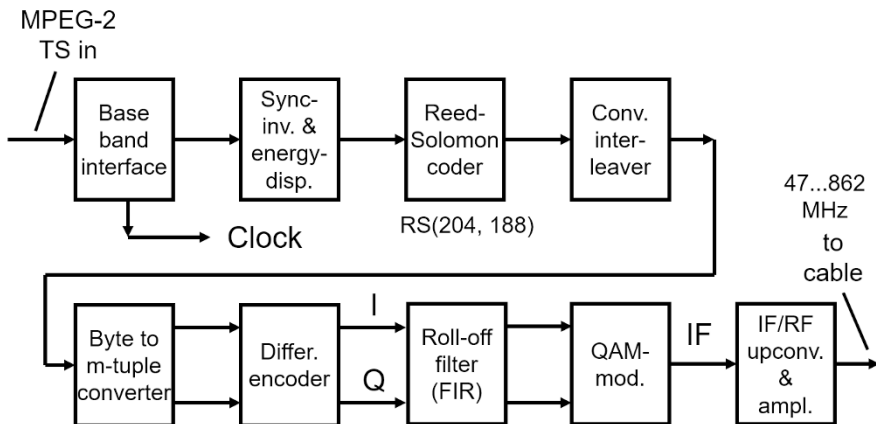 MPEG-2
TS in
Base
band
interface
Sync-
inv. &
energy-
disp.
Reed-
Solomon
coder
Conv.
inter-
leaver
Clock
RS(204, 188)
47...862
MHz
to
cable
Byte to
m-tuple
converter
Differ.
encoder
I
Q
Roll-off
filter
(FIR)
QAM-
mod.
IF
IF/RF
upconv.
&
ampl.